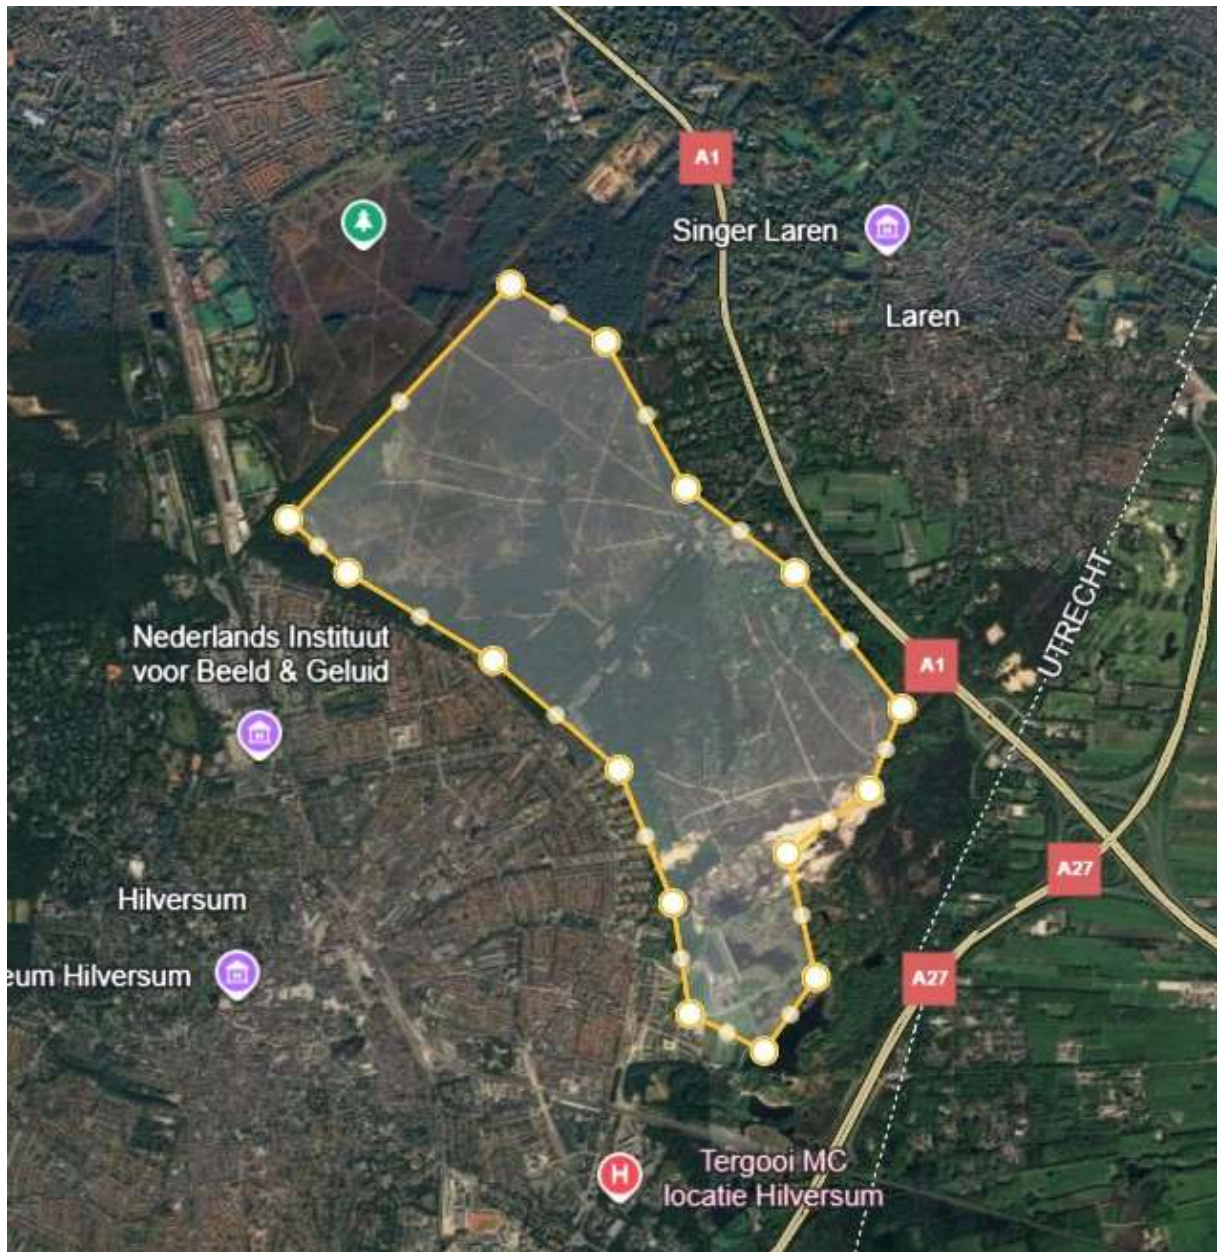 A1
Singer Laren
Laren
UTRECHT
Nederlands Instituut
voor Beeld & Geluid
A1
A27
Hilversum
eum Hilversum
A27
H
Tergooi MC
locatie Hilversum